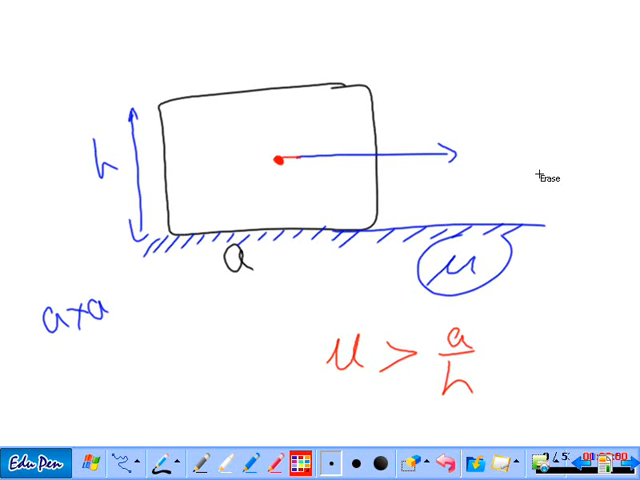 h
Erase
a
μ
a×a
μ > a/h
Edu Pen